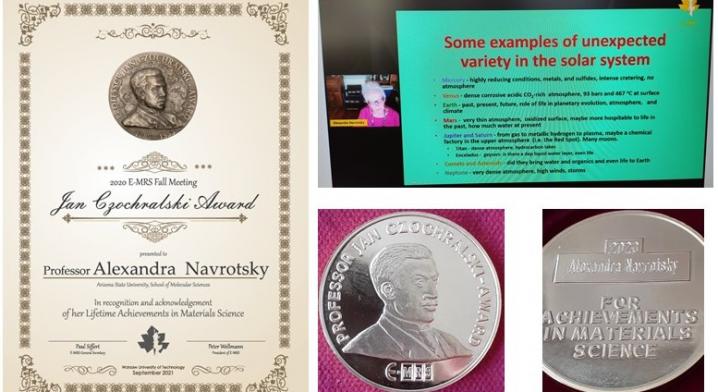 2020 E-MRS Fall Meeting
Jan Czochralski Award
presented to
Professor Alexandra Navrotsky
Arizona State University, School of Molecular Sciences
In recognition and acknowledgement
of her Lifetime Achievements in Materials Science
Paul Siffert
E-MRS General Secretary
Peter Wellmann
President of E-MRS
Warsaw University of Technology
September 2021
Some examples of unexpected
variety in the solar system
• Mercury - highly reducing conditions, metals, and sulfides, intense cratering, no
atmosphere
• Venus - dense corrosive acidic CO₂-rich atmosphere, 93 bars and 467 °C at surface
• Earth - past, present, future, role of life in planetary evolution, atmosphere, and
climate
• Mars - very thin atmosphere, oxidized surface, maybe more hospitable to life in
the past, how much water at present
• Jupiter and Saturn - from gas to metallic hydrogen to plasma, maybe a chemical
factory in the upper atmosphere (i.e. the Red Spot). Many moons.
• Titan - dense atmosphere, hydrocarbon lakes
• Enceladus - geysers, is there a deep liquid water layer, even life
• Comets and Asteroids - did they bring water and organics and even life to Earth
• Neptune - very dense atmosphere, high winds, storms
Alexandra Navrotsky
PROFESSOR JAN CZOCHRALSKI-AWARD
E-MRS
2020
Alexandra Navrotsky
FOR
ACHIEVEMENTS
IN MATERIALS
SCIENCE